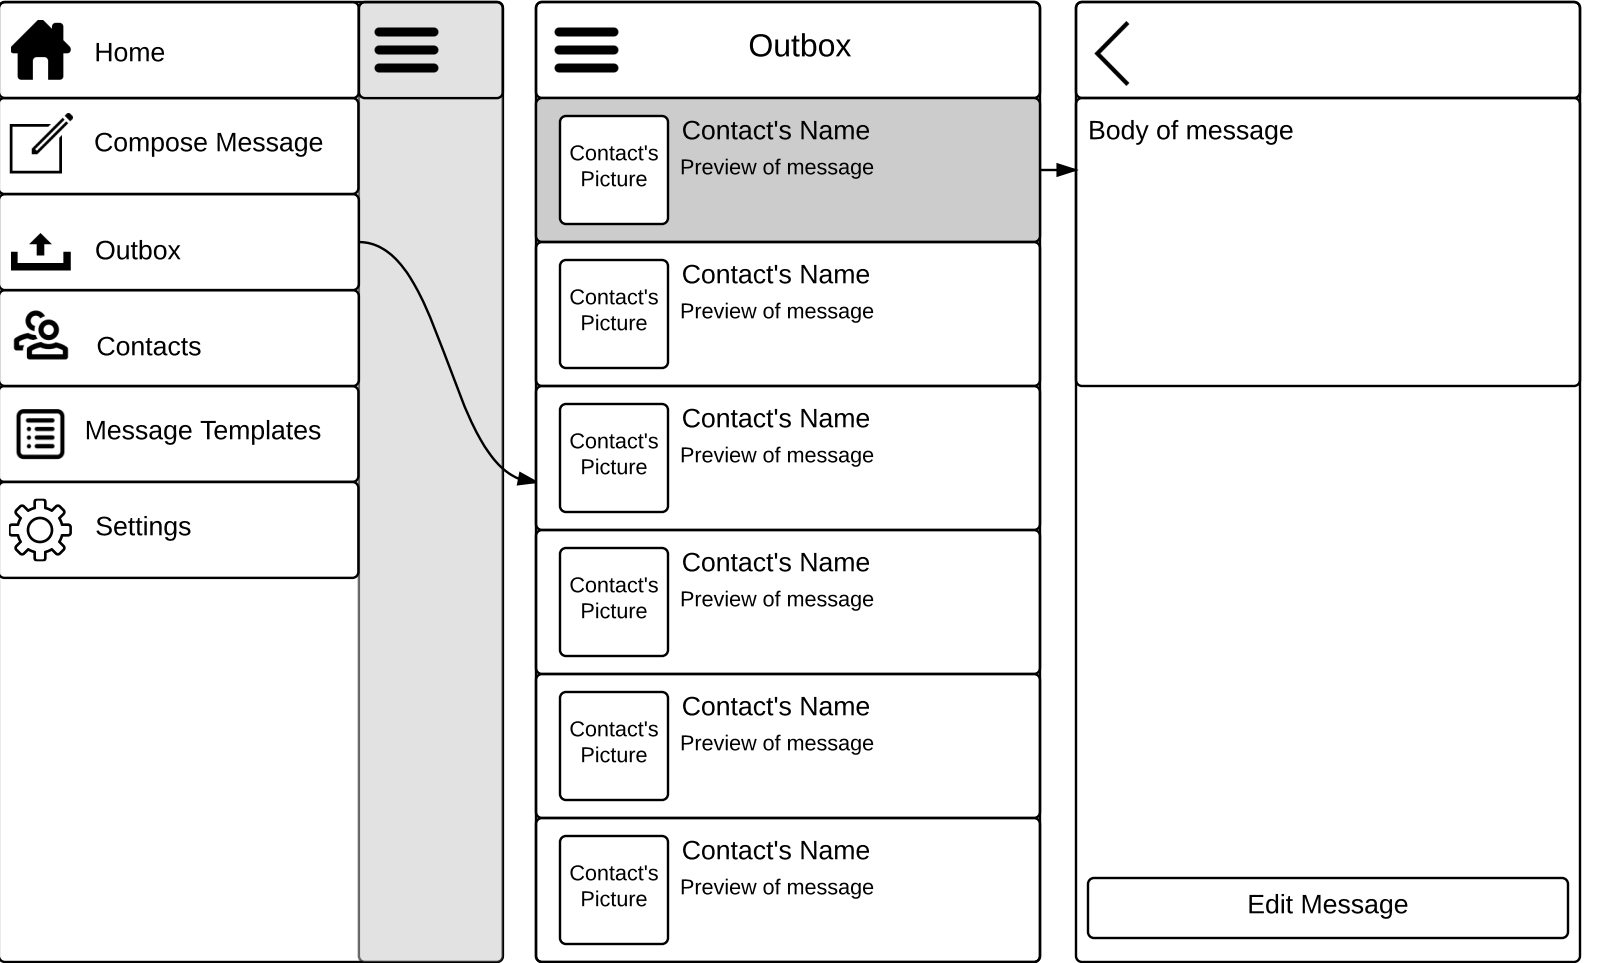 Home
Compose Message
Outbox
Contacts
Message Templates
Settings
Outbox
Contact's
Picture
Contact's Name
Preview of message
Contact's
Picture
Contact's Name
Preview of message
Contact's
Picture
Contact's Name
Preview of message
Contact's
Picture
Contact's Name
Preview of message
Contact's
Picture
Contact's Name
Preview of message
Contact's
Picture
Contact's Name
Preview of message
Body of message
Edit Message